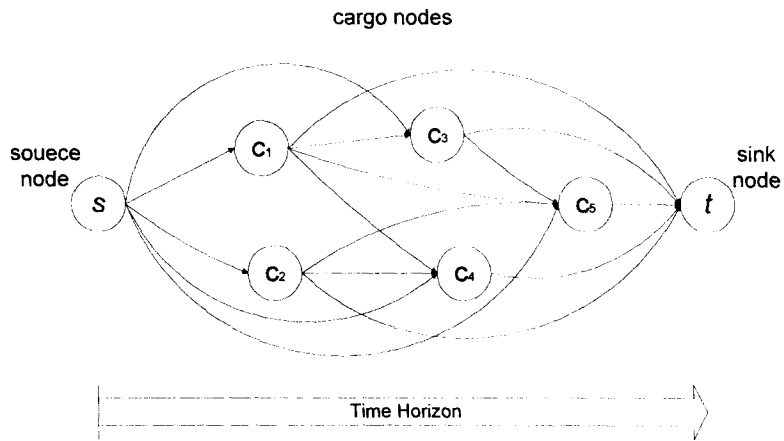 cargo nodes
souece
node
S
C1
C2
C3
C4
C5
t
sink
node
Time Horizon